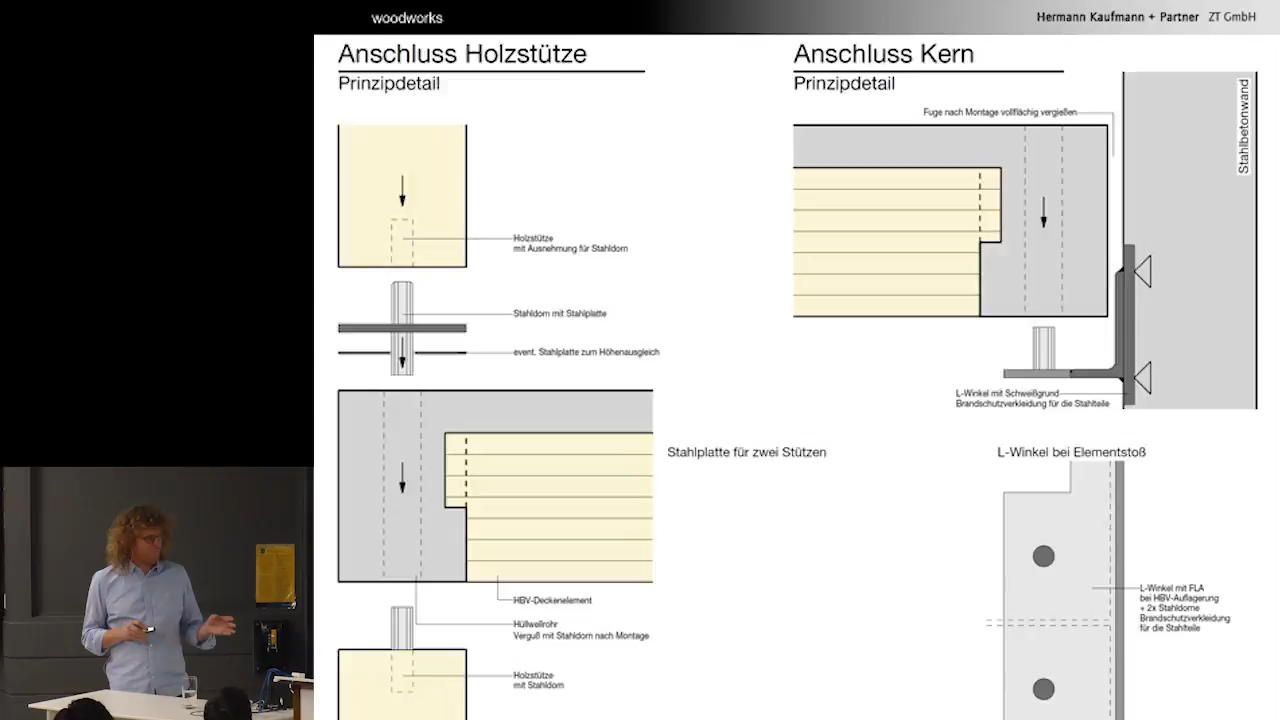 woodworks
Hermann Kaufmann + Partner ZT GmbH
Anschluss Holzstütze
Prinzipdetail
Holzstütze
mit Ausnehmung für Stahldorn
Stahldorn mit Stahlplatte
event. Stahlplatte zum Höhenausgleich
HBV-Deckenelement
Hüllwellrohr
Verguß mit Stahldorn nach Montage
Holzstütze
mit Stahldorn
Stahlplatte für zwei Stützen
Anschluss Kern
Prinzipdetail
Fuge nach Montage vollflächig vergießen
Stahlbetonwand
L-Winkel mit Schweißgrund
Brandschutzverkleidung für die Stahlteile
L-Winkel bei Elementstoß
L-Winkel mit FLA
bei HBV-Auflagerung
+ 2x Stahldorne
Brandschutzverkleidung
für die Stahlteile